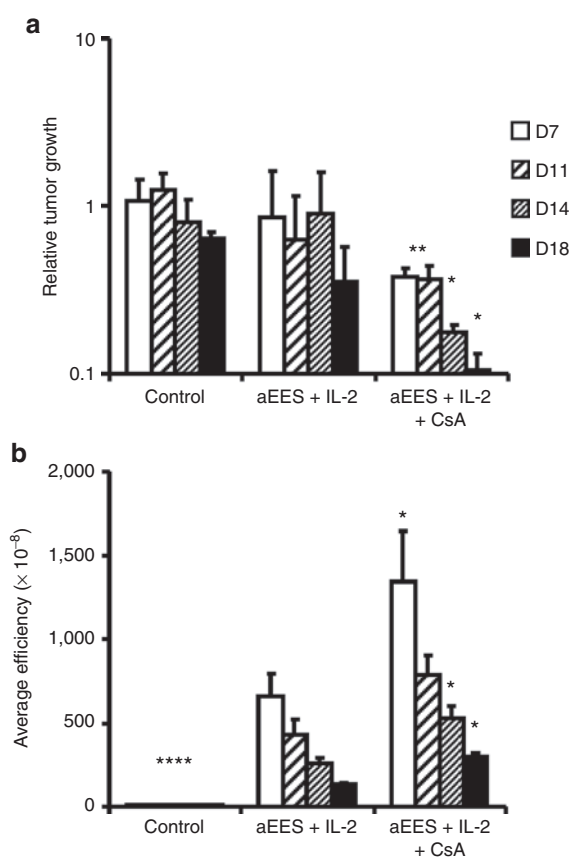 a
10
1
0.1
Relative tumor growth
D7
D11
D14
D18
**
*
*
Control
aEES + IL-2
aEES + IL-2
+ CsA
b
2,000
1,500
1,000
500
0
Average efficiency (× 10⁻⁸)
****
*
*
*
Control
aEES + IL-2
aEES + IL-2
+ CsA